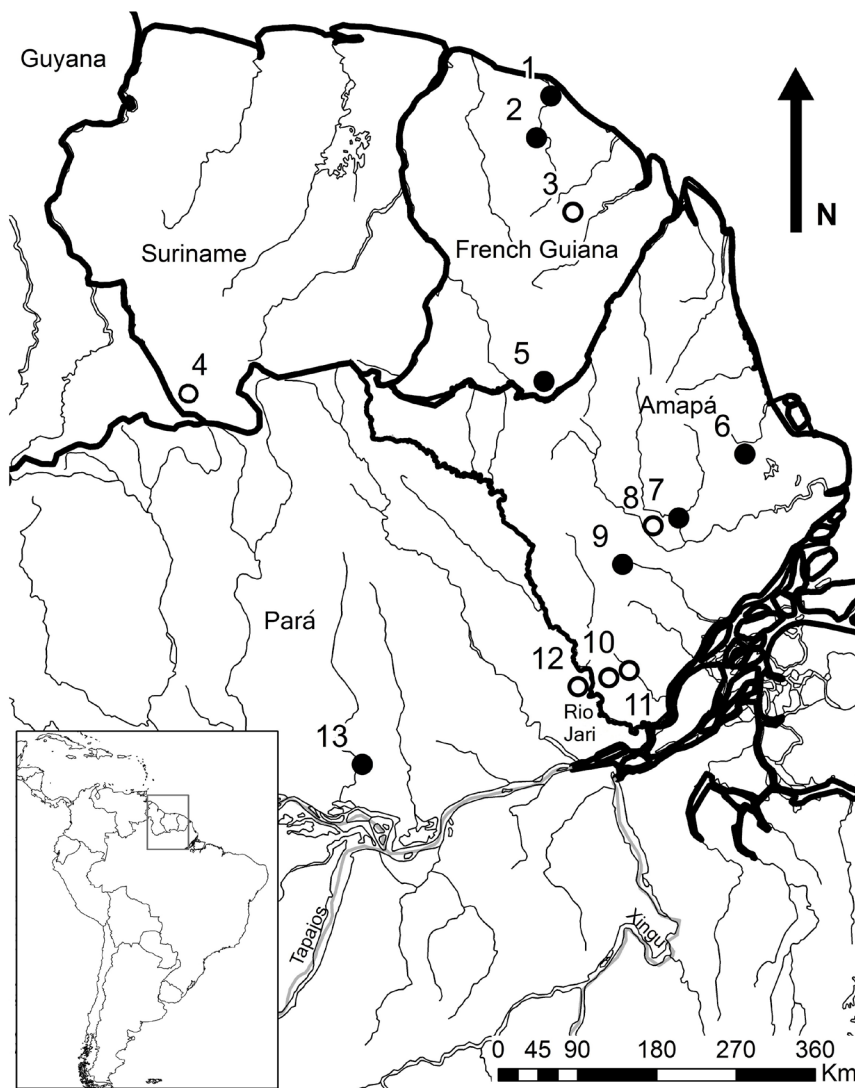 Guyana
1
2
N
3
Suriname
French Guiana
4
5
Amapá
6
8
7
9
Pará
12
10
11
Rio
Jari
13
Tapajos
Xingu
0 45 90 180 270 360
Km